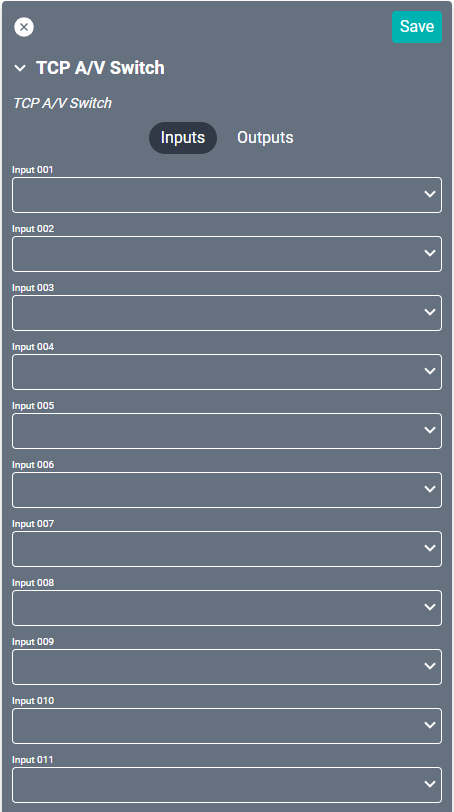 Save
TCP A/V Switch
TCP A/V Switch
Inputs Outputs
Input 001
Input 002
Input 003
Input 004
Input 005
Input 006
Input 007
Input 008
Input 009
Input 010
Input 011